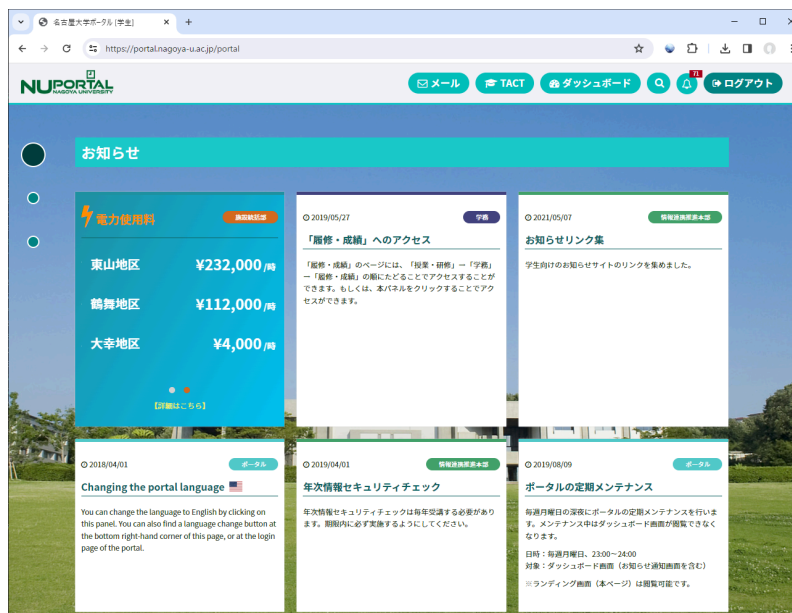 名古屋大学ポータル [学生]
https://portal.nagoya-u.ac.jp/portal
NUPORTAL
NAGOYA UNIVERSITY
メール
TACT
ダッシュボード
71
ログアウト
お知らせ
電力使用料
施設統括部
東山地区 ¥232,000/時
鶴舞地区 ¥112,000/時
大幸地区 ¥4,000/時
【詳細はこちら】
2019/05/27
学務
「履修・成績」へのアクセス
「履修・成績」のページには、「授業・研修」→「学務」
→「履修・成績」の順にたどることでアクセスすることが
できます。もしくは、本パネルをクリックすることでアク
セスができます。
2021/05/07
情報連携推進本部
お知らせリンク集
学生向けのお知らせサイトのリンクを集めました。
2018/04/01
ポータル
Changing the portal language
You can change the language to English by clicking on
this panel. You can also find a language change button at
the bottom right-hand corner of this page, or at the login
page of the portal.
2019/04/01
情報連携推進本部
年次情報セキュリティチェック
年次情報セキュリティチェックは毎年受講する必要があり
ます。期限内に必ず実施するようにしてください。
2019/08/09
ポータル
ポータルの定期メンテナンス
毎週月曜日の深夜にポータルの定期メンテナンスを行いま
す。メンテナンス中はダッシュボード画面が閲覧できなく
なります。
日時：毎週月曜日、23:00~24:00
対象：ダッシュボード画面（お知らせ通知画面を含む）
※ランディング画面（本ページ）は閲覧可能です。